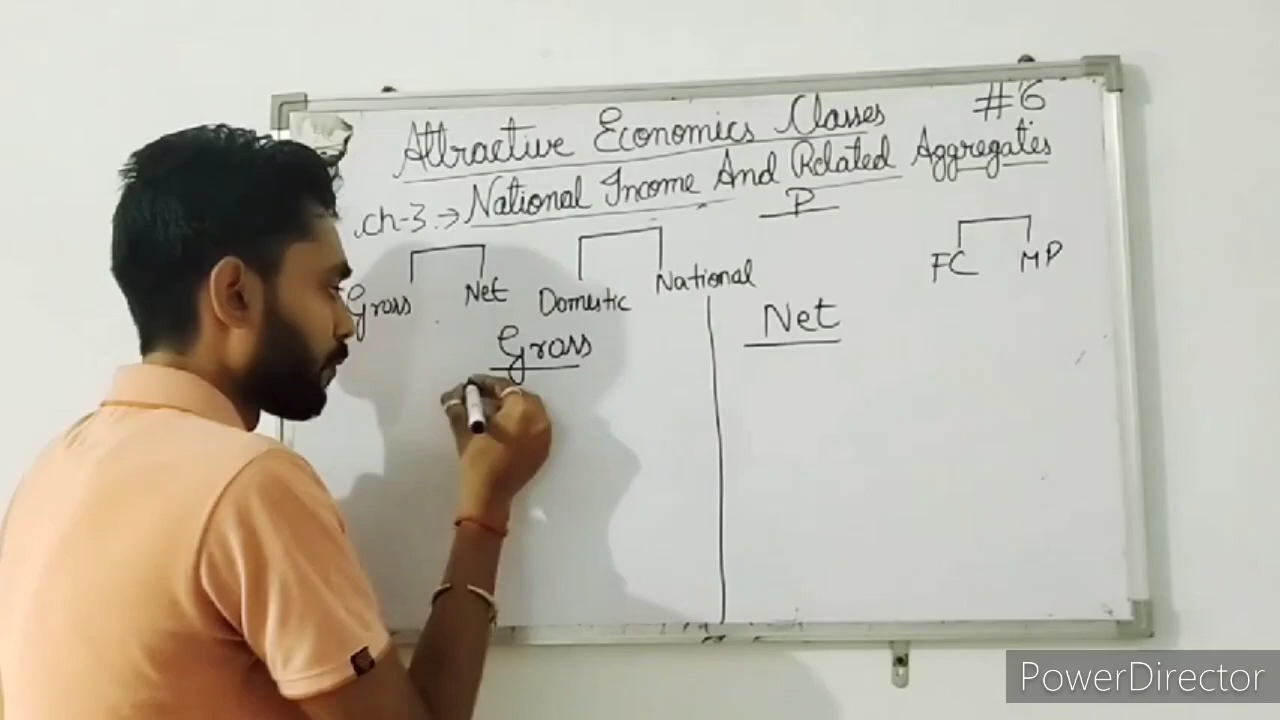 #6
Attractive Economics Classes
ch-3 → National Income And Related Aggregates
P
Gross Net Domestic National FC MP
Gross Net
PowerDirector